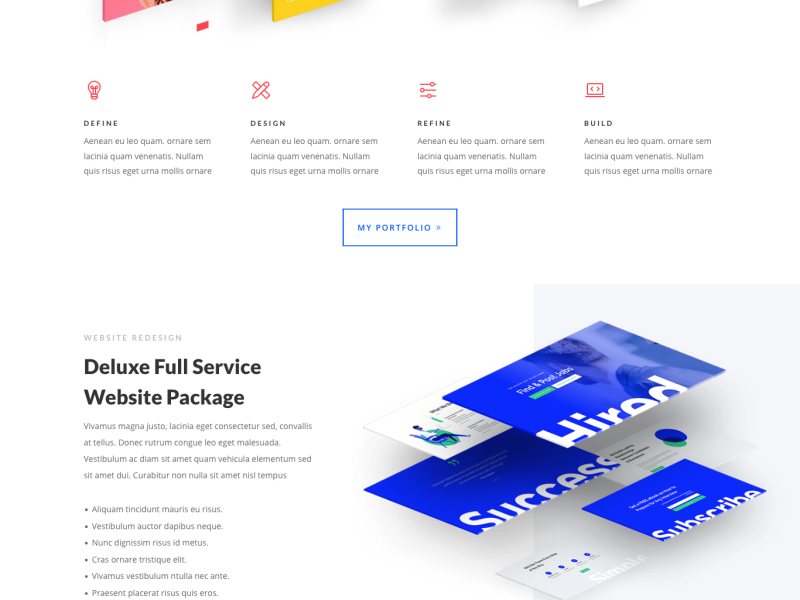 DEFINE
Aenean eu leo quam. ornare sem
lacinia quam venenatis. Nullam
quis risus eget urna mollis ornare
DESIGN
Aenean eu leo quam. ornare sem
lacinia quam venenatis. Nullam
quis risus eget urna mollis ornare
REFINE
Aenean eu leo quam. ornare sem
lacinia quam venenatis. Nullam
quis risus eget urna mollis ornare
BUILD
Aenean eu leo quam. ornare sem
lacinia quam venenatis. Nullam
quis risus eget urna mollis ornare
MY PORTFOLIO »
WEBSITE REDESIGN
Deluxe Full Service
Website Package
Vivamus magna justo, lacinia eget consectetur sed, convallis
at tellus. Donec rutrum congue leo eget malesuada.
Vestibulum ac diam sit amet quam vehicula elementum sed
sit amet dui. Curabitur non nulla sit amet nisl tempus
• Aliquam tincidunt mauris eu risus.
• Vestibulum auctor dapibus neque.
• Nunc dignissim risus id metus.
• Cras ornare tristique elit.
• Vivamus vestibulum ntulla nec ante.
• Praesent placerat risus quis eros.
Find & Post Jobs
Hired
Success
Subscribe
Simple